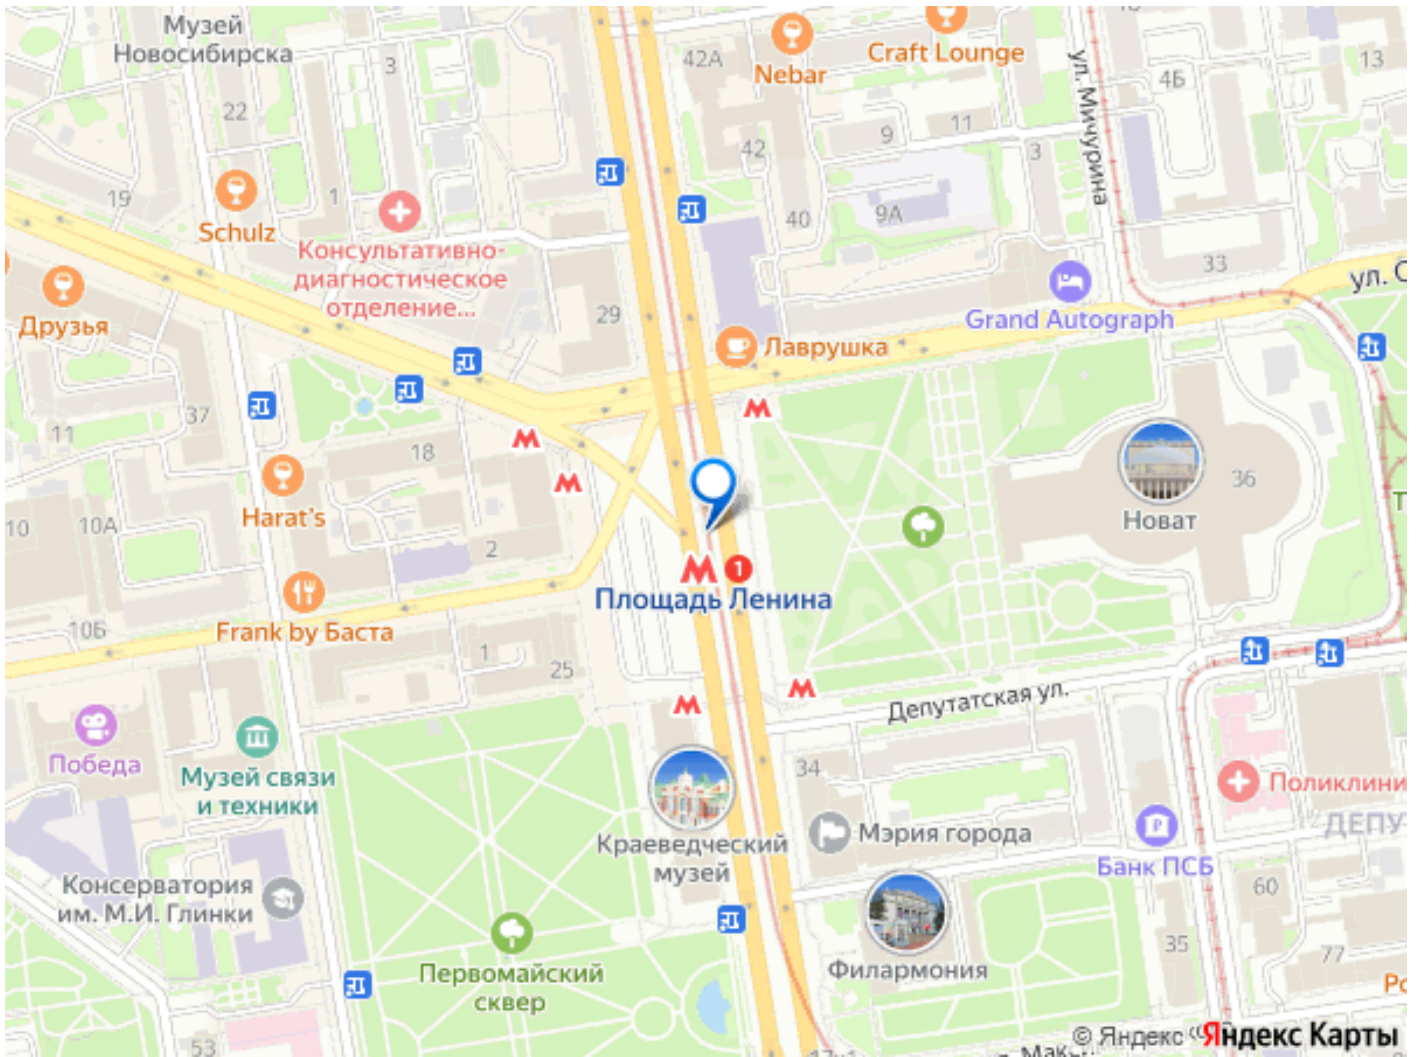 Музей
Новосибирска
3
42А
Nebar
Craft Lounge
ул. Мичурина
4Б
13
22
42
9
11
3
19
1
Schulz
Консультативно-
диагностическое
отделение...
40
9А
33
ул. С
Друзья
29
Grand Autograph
Лаврушка
37
11
18
Harat's
10
10А
2
36
Новат
Т
1
Площадь Ленина
10Б
Frank by Баста
1
25
Депутатская ул.
Победа
Музей связи
и техники
34
Поликлини
Краеведческий
музей
Мэрия города
ДЕПУ
Банк ПСБ
Консерватория
им. М.И. Глинки
60
Первомайский
сквер
Филармония
35
77
Ро
53
© Яндекс
Яндекс Карты